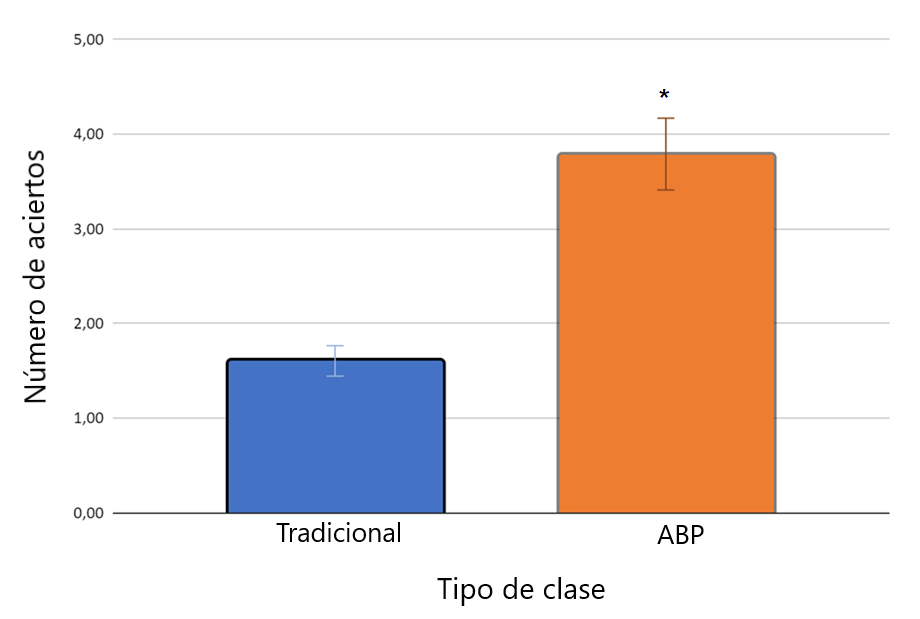 5,00
*
4,00
3,00
Número de aciertos
2,00
1,00
0,00
Tradicional
ABP
Tipo de clase